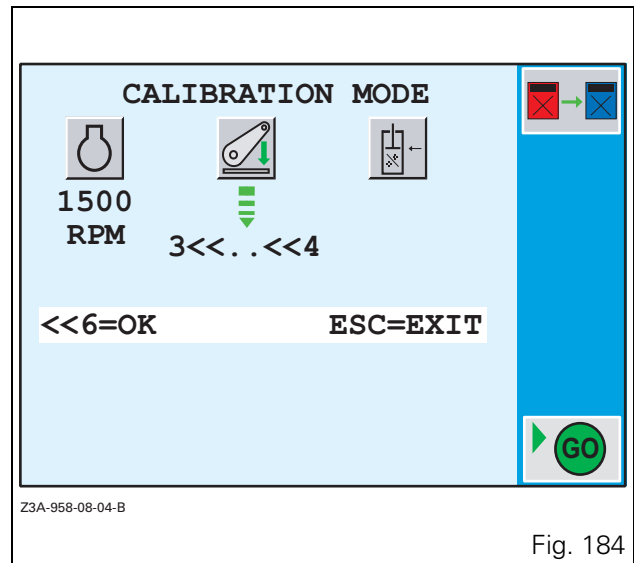 CALIBRATION MODE
1500
RPM
3<<..<<4
<<6=OK ESC=EXIT
GO
Z3A-958-08-04-B
Fig. 184